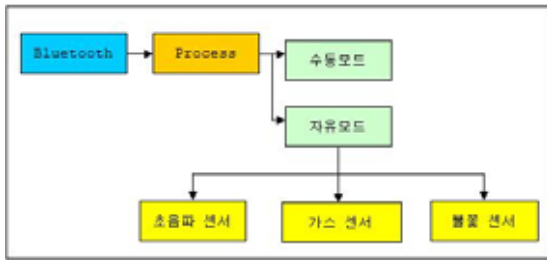 Bluetooth
Process
수동모드
자유모드
초음파 센서
가스 센서
불꽃 센서